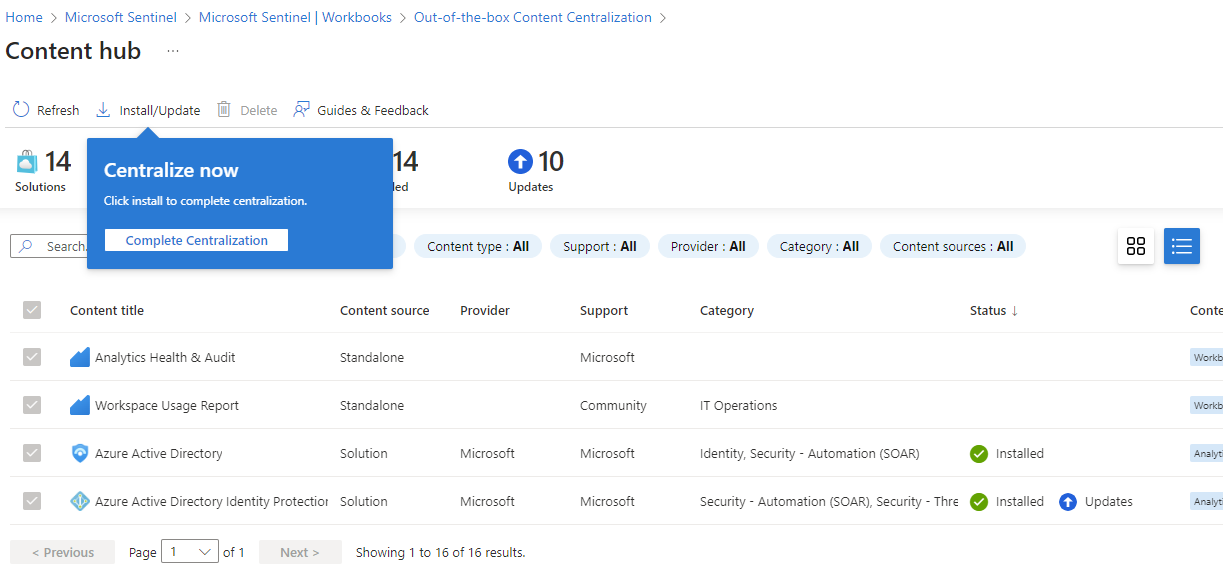 Home > Microsoft Sentinel > Microsoft Sentinel | Workbooks > Out-of-the-box Content Centralization >
Content hub ...
Refresh Install/Update Delete Guides & Feedback
14 14 10
Solutions Updates
Centralize now
Click install to complete centralization.
Complete Centralization
Search. Content type : All Support : All Provider : All Category : All Content sources : All
Content title Content source Provider Support Category Status ↓ Conte
Analytics Health & Audit Standalone Microsoft Workb
Workspace Usage Report Standalone Community IT Operations Workb
Azure Active Directory Solution Microsoft Microsoft Identity, Security - Automation (SOAR) Installed Analyti
Azure Active Directory Identity Protection Solution Microsoft Microsoft Security - Automation (SOAR), Security - Thre Installed Updates Analyti
< Previous Page 1 of 1 Next > Showing 1 to 16 of 16 results.